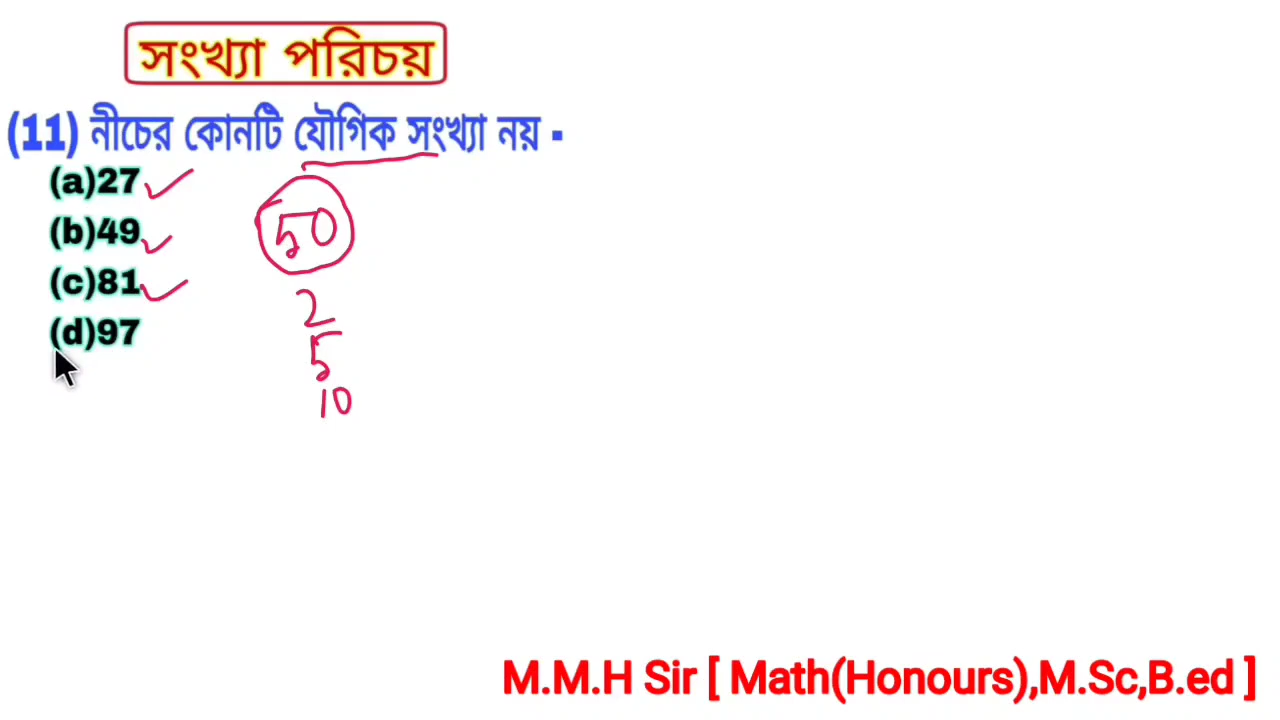 সংখ্যা পরিচয়
(11) নীচের কোনটি যৌগিক সংখ্যা নয় -
(a)27
(b)49
(c)81
(d)97
50
2
5
10
M.M.H Sir [ Math(Honours),M.Sc,B.ed ]